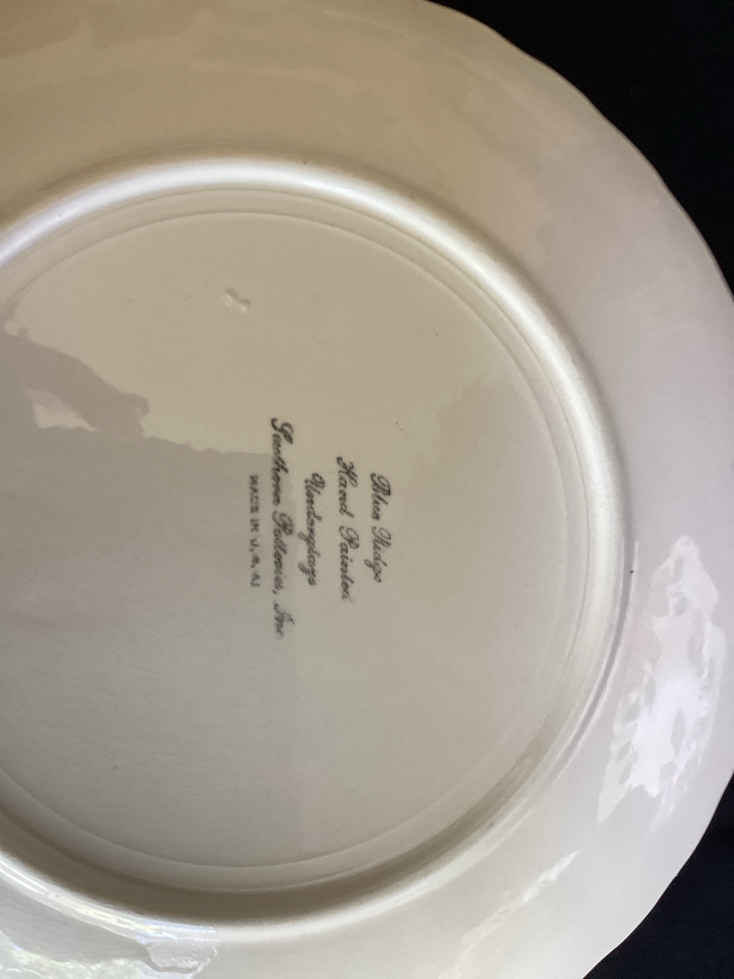 Blue Ridge
Hand Painted
Underglaze
Southern Potteries, Inc.
MADE IN U.S.A.